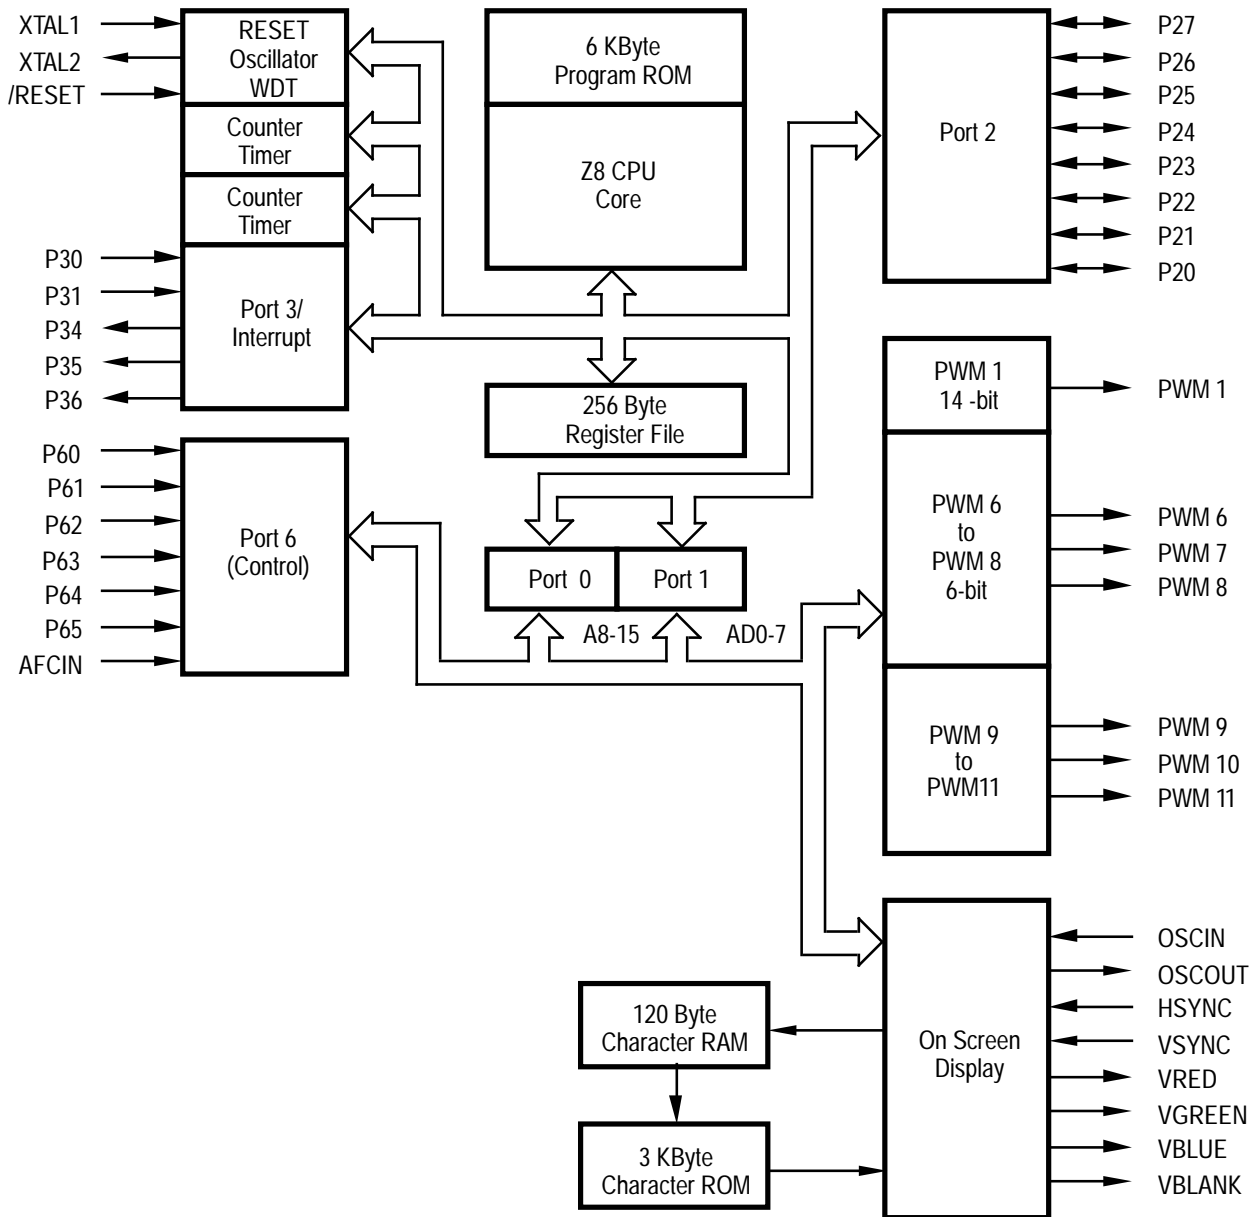 XTAL1
XTAL2
/RESET
RESET
Oscillator
WDT
Counter
Timer
Counter
Timer
P30
P31
P34
P35
P36
Port 3/
Interrupt
6 KByte
Program ROM
Z8 CPU
Core
256 Byte
Register File
Port 2
P27
P26
P25
P24
P23
P22
P21
P20
P60
P61
P62
P63
P64
P65
AFCIN
Port 6
(Control)
Port 0
Port 1
A8-15
AD0-7
PWM 1
14 -bit
PWM 1
PWM 6
to
PWM 8
6-bit
PWM 6
PWM 7
PWM 8
PWM 9
to
PWM11
PWM 9
PWM 10
PWM 11
120 Byte
Character RAM
3 KByte
Character ROM
On Screen
Display
OSCIN
OSCOUT
HSYNC
VSYNC
VRED
VGREEN
VBLUE
VBLANK